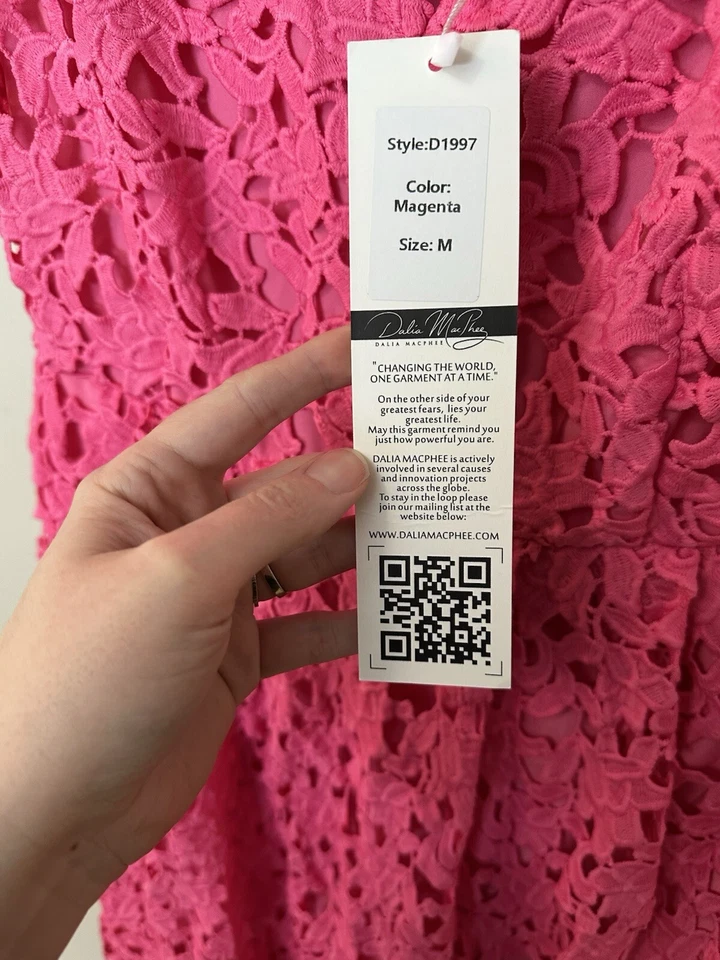 Style:D1997
Color:
Magenta
Size: M
Dalia MacPhee
DALIA MACPHEE
"CHANGING THE WORLD,
ONE GARMENT AT A TIME."
On the other side of your
greatest fears, lies your
greatest life.
May this garment remind you
just how powerful you are.
DALIA MACPHEE is actively
involved in several causes
and innovation projects
across the globe.
To stay in the loop please
join our mailing list at the
website below:
WWW.DALIAMACPHEE.COM